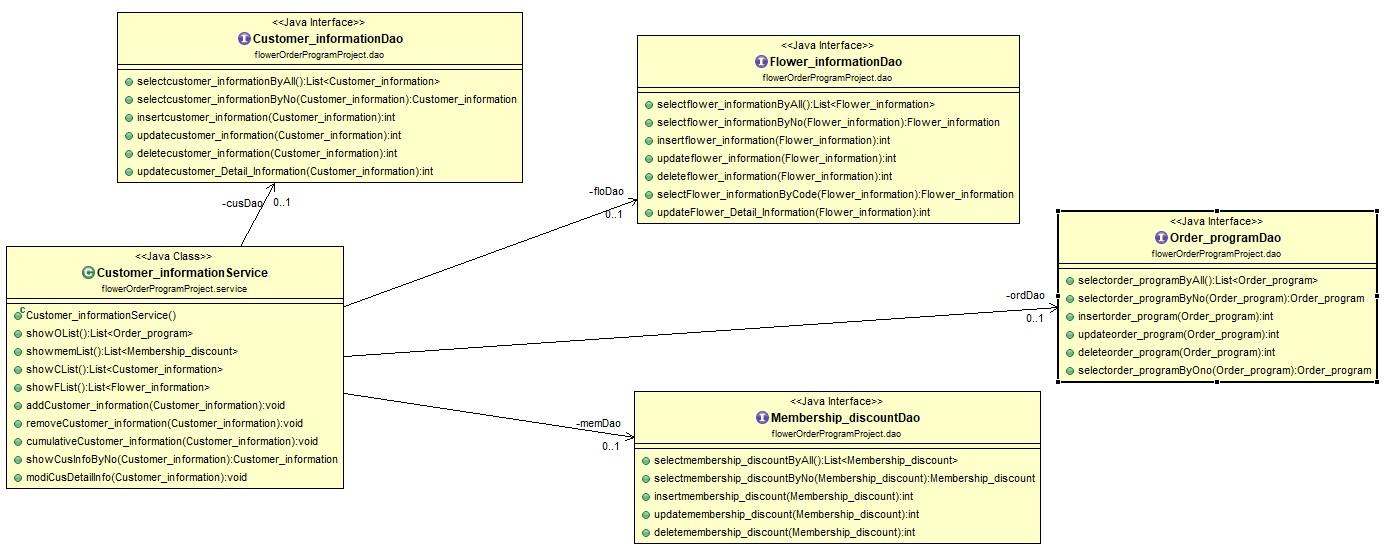 <<Java Interface>>
Customer_informationDao
flowerOrderProgramProject.dao
selectcustomer_informationByAll():List<Customer_information>
selectcustomer_informationByNo(Customer_information):Customer_information
insertcustomer_information(Customer_information):int
updatecustomer_information(Customer_information):int
deletecustomer_information(Customer_information):int
updatecustomer_Detail_Information(Customer_information):int
<<Java Interface>>
Flower_informationDao
flowerOrderProgramProject.dao
selectflower_informationByAll():List<Flower_information>
selectflower_informationByNo(Flower_information):Flower_information
insertflower_information(Flower_information):int
updateflower_information(Flower_information):int
deleteflower_information(Flower_information):int
selectFlower_informationByCode(Flower_information):Flower_information
updateFlower_Detail_Information(Flower_information):int
-cusDao
0..1
-floDao
0..1
<<Java Interface>>
Order_programDao
flowerOrderProgramProject.dao
selectorder_programByAll():List<Order_program>
selectorder_programByNo(Order_program):Order_program
insertorder_program(Order_program):int
updateorder_program(Order_program):int
deleteorder_program(Order_program):int
selectorder_programByOno(Order_program):Order_program
-ordDao
0..1
<<Java Class>>
Customer_informationService
flowerOrderProgramProject.service
Customer_informationService()
showOList():List<Order_program>
showmemList():List<Membership_discount>
showCList():List<Customer_information>
showFList():List<Flower_information>
addCustomer_information(Customer_information):void
removeCustomer_information(Customer_information):void
cumulativeCustomer_information(Customer_information):void
showCusInfoByNo(Customer_information):Customer_information
modiCusDetailInfo(Customer_information):void
-memDao
0..1
<<Java Interface>>
Membership_discountDao
flowerOrderProgramProject.dao
selectmembership_discountByAll():List<Membership_discount>
selectmembership_discountByNo(Membership_discount):Membership_discount
insertmembership_discount(Membership_discount):int
updatemembership_discount(Membership_discount):int
deletemembership_discount(Membership_discount):int